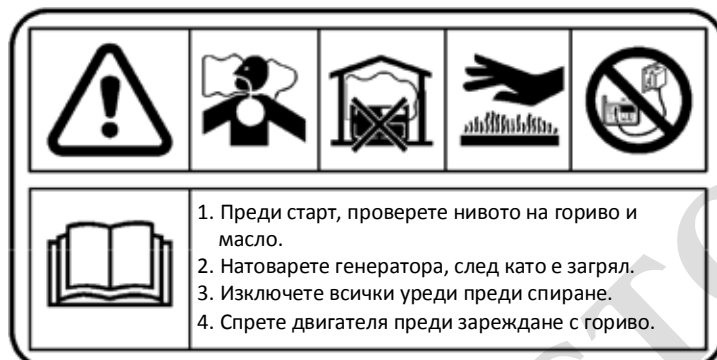 1. Преди старт, проверете нивото на гориво и
масло.
2. Натоварете генератора, след като е загрял.
3. Изключете всички уреди преди спиране.
4. Спрете двигателя преди зареждане с гориво.